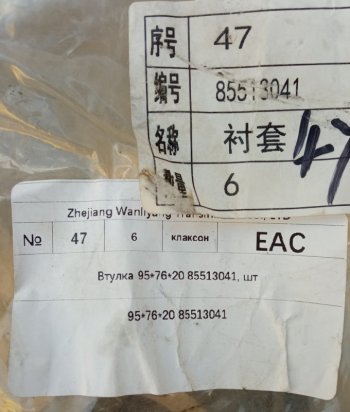 序号 47
编号 85513041
名称 衬套
数量 6
47
Zhejiang Wanliyang
№ 47 6 клаксон EAC
Втулка 95*76*20 85513041, шт
95*76*20 85513041